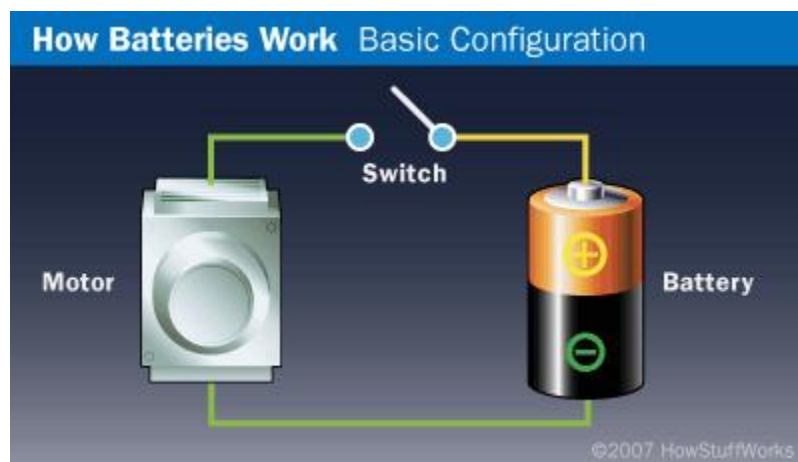 How Batteries Work Basic Configuration
Switch
Motor
Battery
+
−
©2007 HowStuffWorks